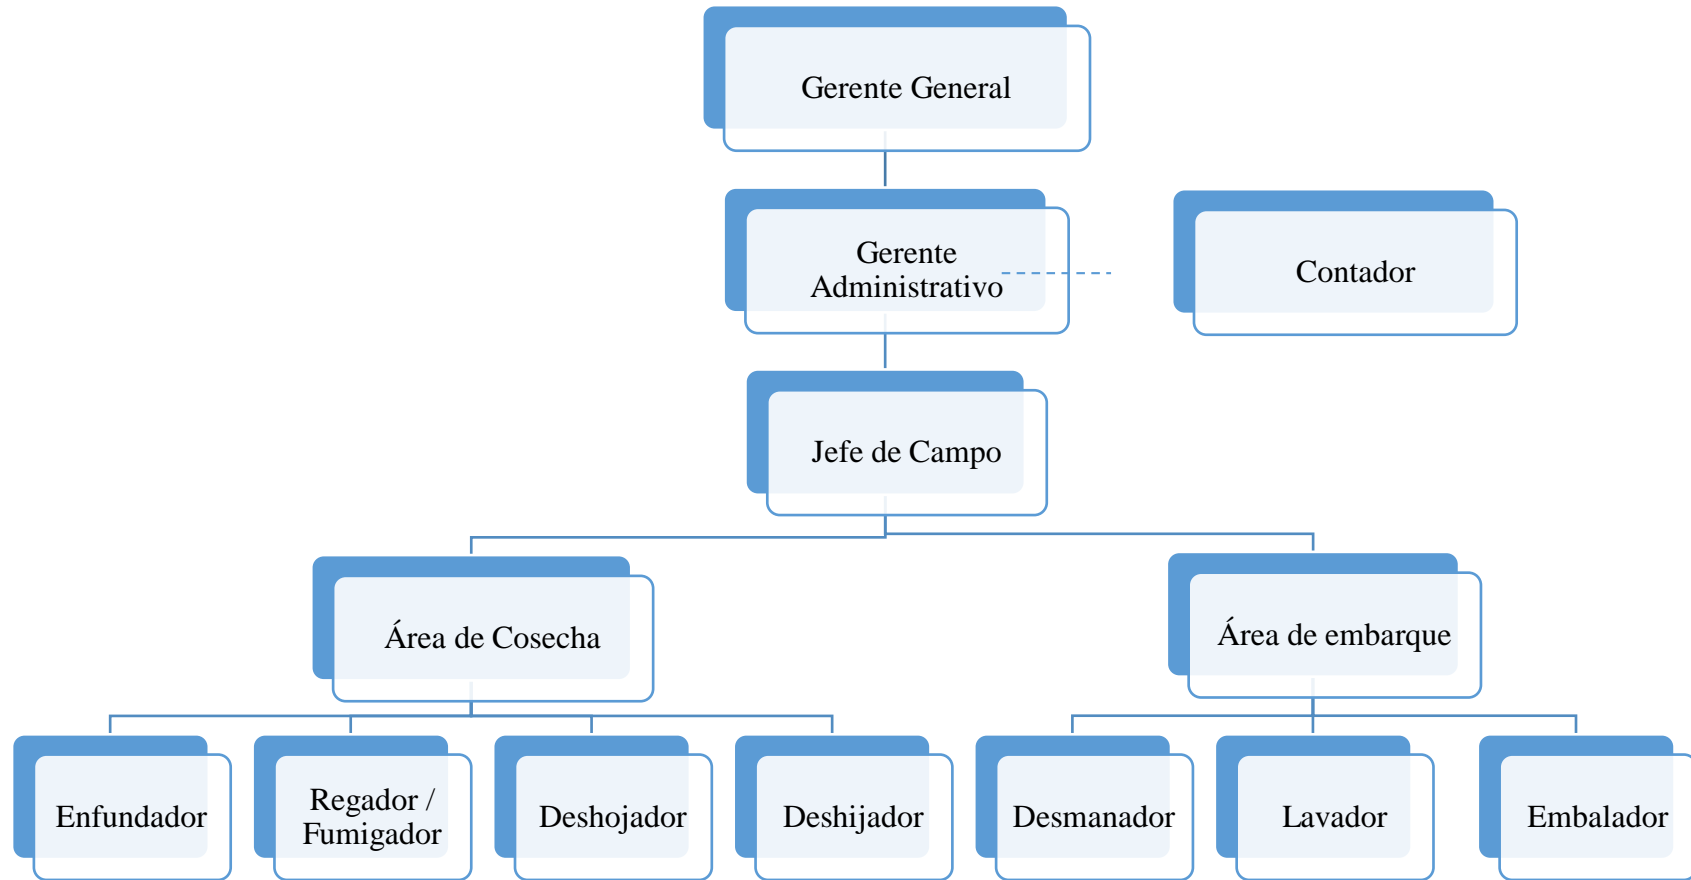 Gerente General
Gerente
Administrativo
Contador
Jefe de Campo
Área de Cosecha
Área de embarque
Enfundador
Regador /
Fumigador
Deshojador
Deshijador
Desmanador
Lavador
Embalador